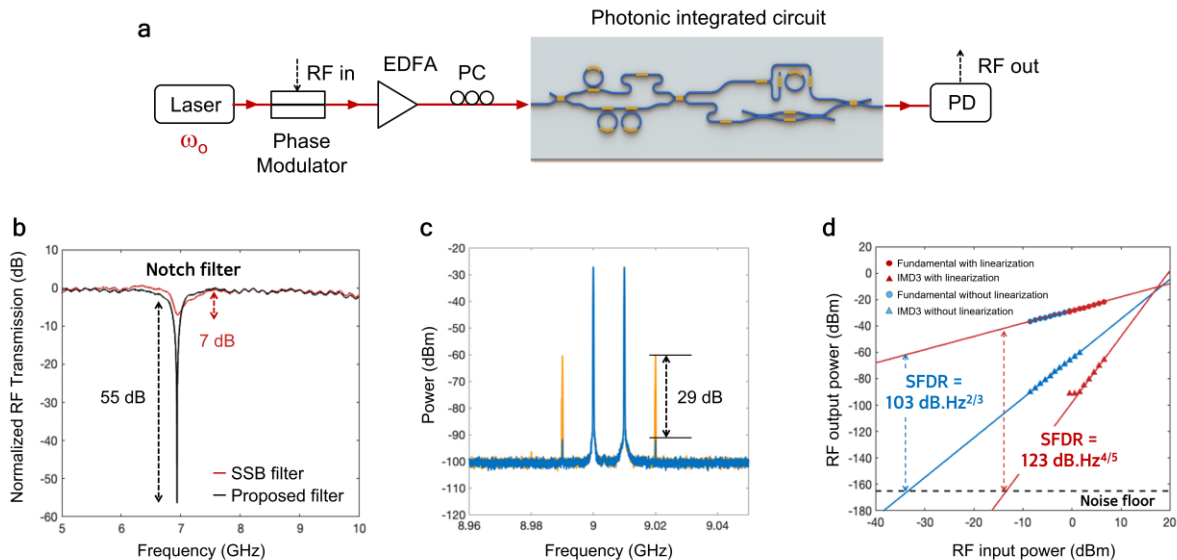 a
Photonic integrated circuit
Laser
ω₀
RF in
Phase
Modulator
EDFA
PC
PD
RF out
b
Normalized RF Transmission (dB)
10
0
-10
-20
-30
-40
-50
-60
Notch filter
7 dB
55 dB
SSB filter
Proposed filter
5
6
7
8
9
10
Frequency (GHz)
c
Power (dBm)
-20
-30
-40
-50
-60
-70
-80
-90
-100
-110
-120
29 dB
8.96
8.98
9
9.02
9.04
Frequency (GHz)
d
RF output power (dBm)
20
0
-20
-40
-60
-80
-100
-120
-140
-160
-180
Fundamental with linearization
IMD3 with linearization
Fundamental without linearization
IMD3 without linearization
SFDR =
103 dB.Hz²ᐟ³
SFDR =
123 dB.Hz⁴ᐟ⁵
Noise floor
-40
-30
-20
-10
0
10
20
RF input power (dBm)